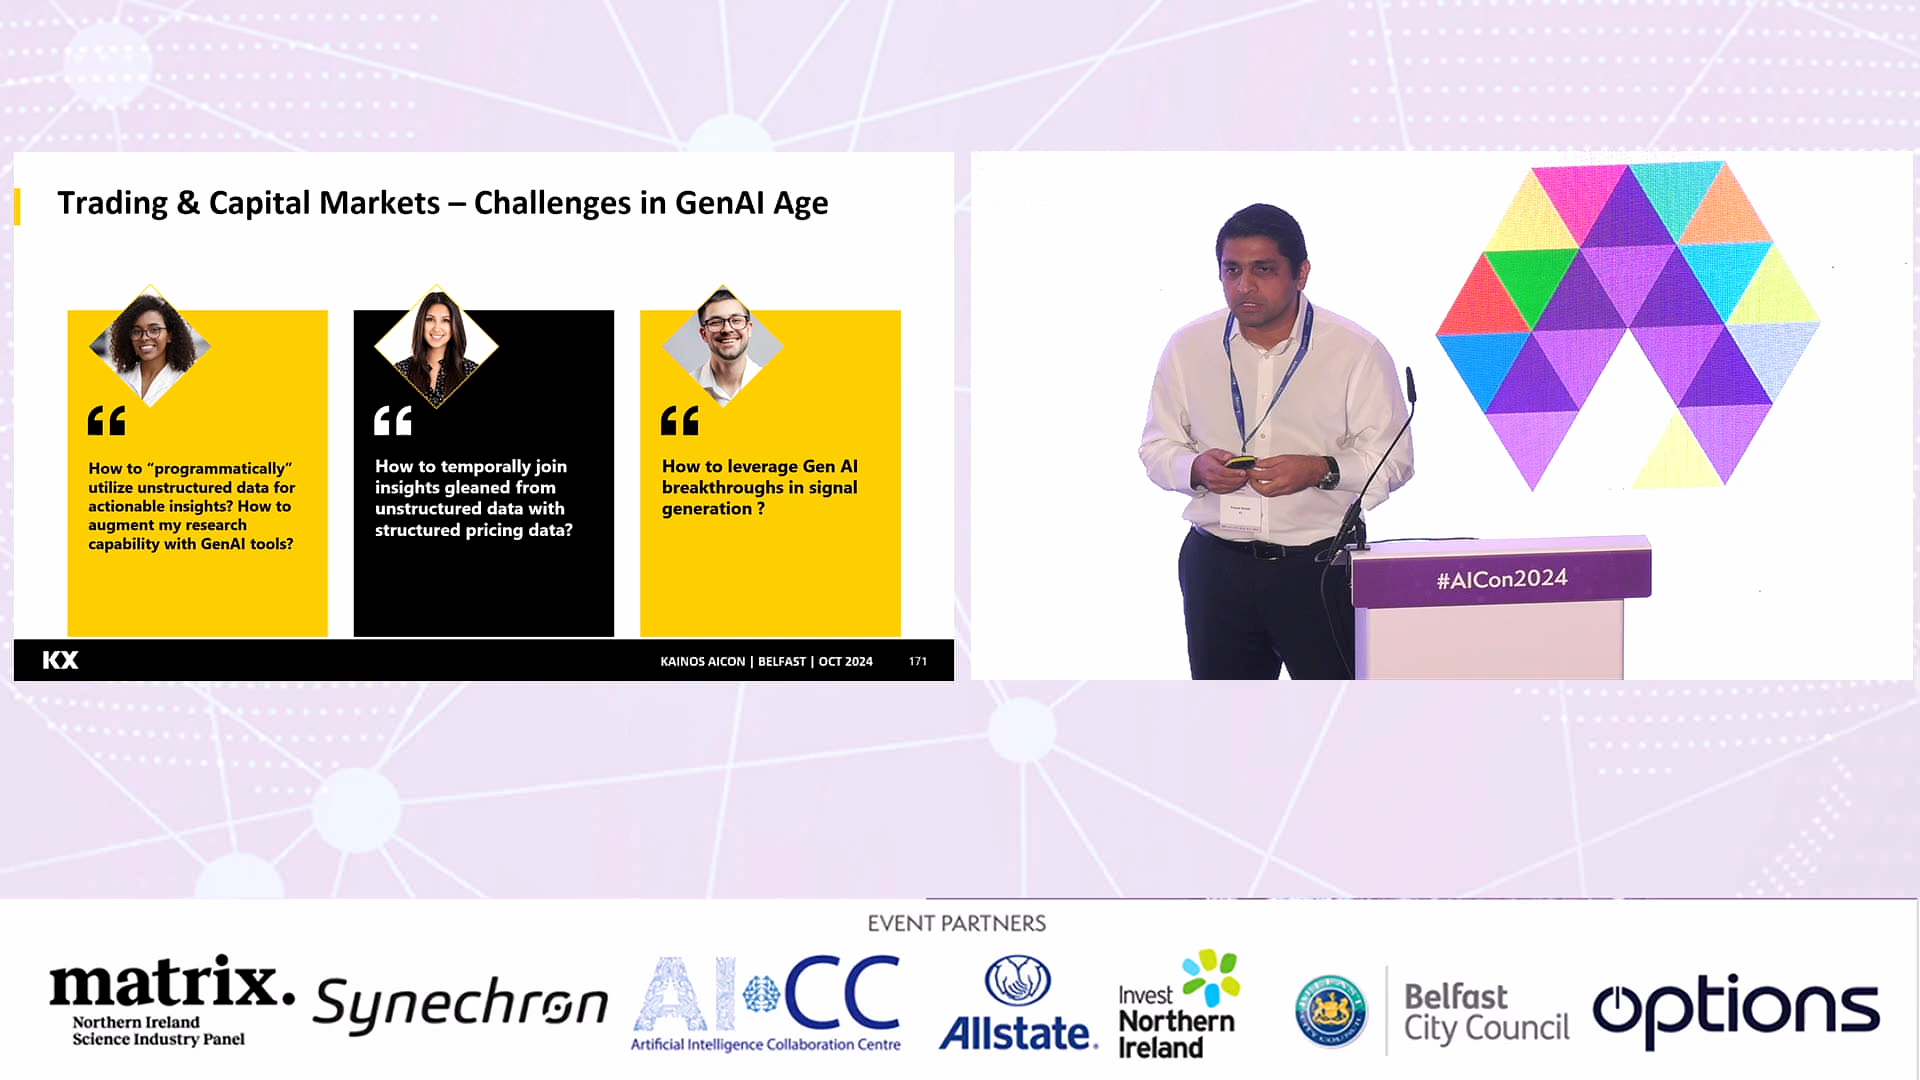 Trading & Capital Markets – Challenges in GenAI Age
“
How to “programmatically”
utilize unstructured data for
actionable insights? How to
augment my research
capability with GenAI tools?
“
How to temporally join
insights gleaned from
unstructured data with
structured pricing data?
“
How to leverage Gen AI
breakthroughs in signal
generation ?
KX
KAINOS AICON | BELFAST | OCT 2024
171
#AICon2024
EVENT PARTNERS
matrix.
Northern Ireland
Science Industry Panel
Synechron
AICC
Artificial Intelligence Collaboration Centre
Allstate.
Invest
Northern
Ireland
Belfast
City Council
options